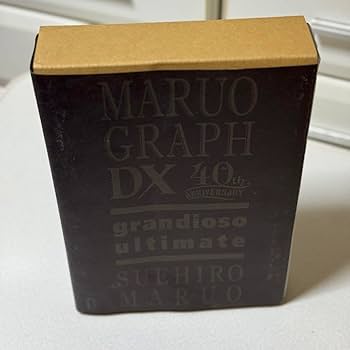 MARUO
GRAPH
DX 40th
ANNIVERSARY
grandioso
ultimate
SUEHIRO
MARUO